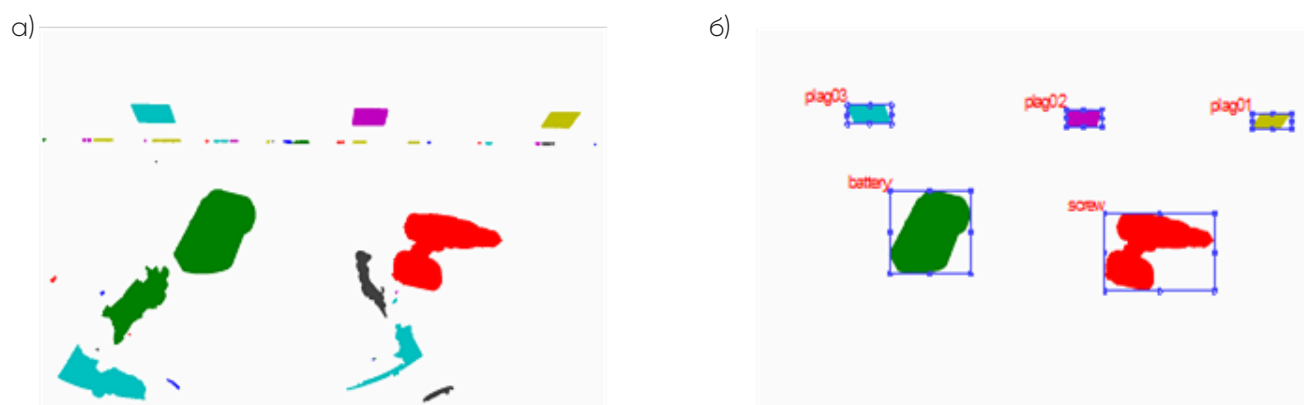 а)
б)
plag03
plag02
plag01
battery
screw